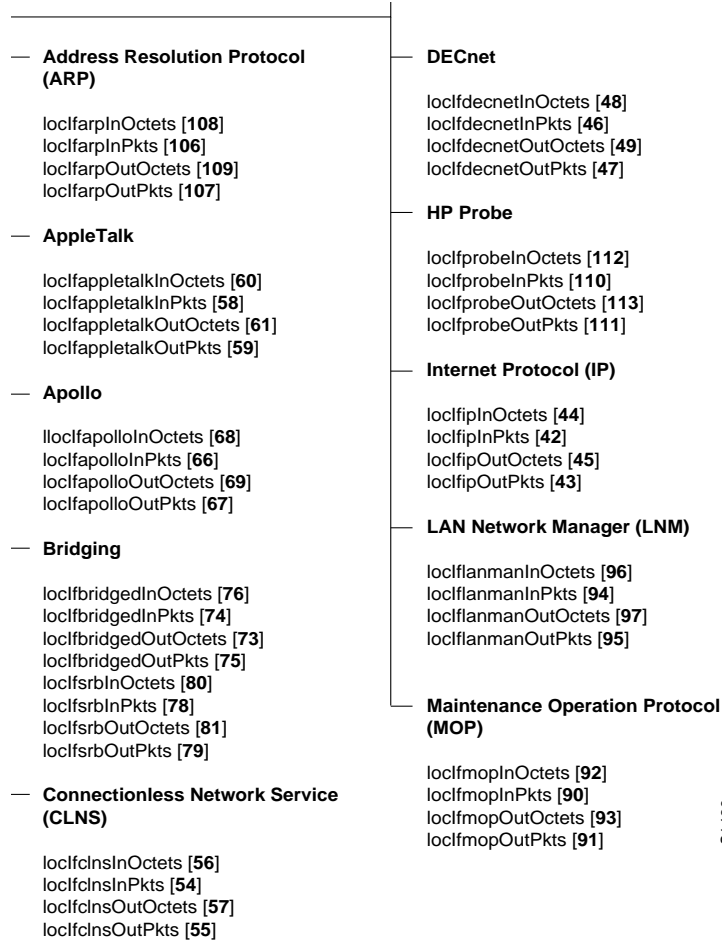 Address Resolution Protocol
(ARP)
locIfarpInOctets [108]
locIfarpInPkts [106]
locIfarpOutOctets [109]
locIfarpOutPkts [107]
AppleTalk
locIfappletalkInOctets [60]
locIfappletalkInPkts [58]
locIfappletalkOutOctets [61]
locIfappletalkOutPkts [59]
Apollo
llocIfapolloInOctets [68]
locIfapolloInPkts [66]
locIfapolloOutOctets [69]
locIfapolloOutPkts [67]
Bridging
locIfbridgedInOctets [76]
locIfbridgedInPkts [74]
locIfbridgedOutOctets [73]
locIfbridgedOutPkts [75]
locIfsrbInOctets [80]
locIfsrbInPkts [78]
locIfsrbOutOctets [81]
locIfsrbOutPkts [79]
Connectionless Network Service
(CLNS)
locIfclnsInOctets [56]
locIfclnsInPkts [54]
locIfclnsOutOctets [57]
locIfclnsOutPkts [55]
DECnet
locIfdecnetInOctets [48]
locIfdecnetInPkts [46]
locIfdecnetOutOctets [49]
locIfdecnetOutPkts [47]
HP Probe
locIfprobeInOctets [112]
locIfprobeInPkts [110]
locIfprobeOutOctets [113]
locIfprobeOutPkts [111]
Internet Protocol (IP)
locIfipInOctets [44]
locIfipInPkts [42]
locIfipOutOctets [45]
locIfipOutPkts [43]
LAN Network Manager (LNM)
locIflanmanInOctets [96]
locIflanmanInPkts [94]
locIflanmanOutOctets [97]
locIflanmanOutPkts [95]
Maintenance Operation Protocol
(MOP)
locIfmopInOctets [92]
locIfmopInPkts [90]
locIfmopOutOctets [93]
locIfmopOutPkts [91]